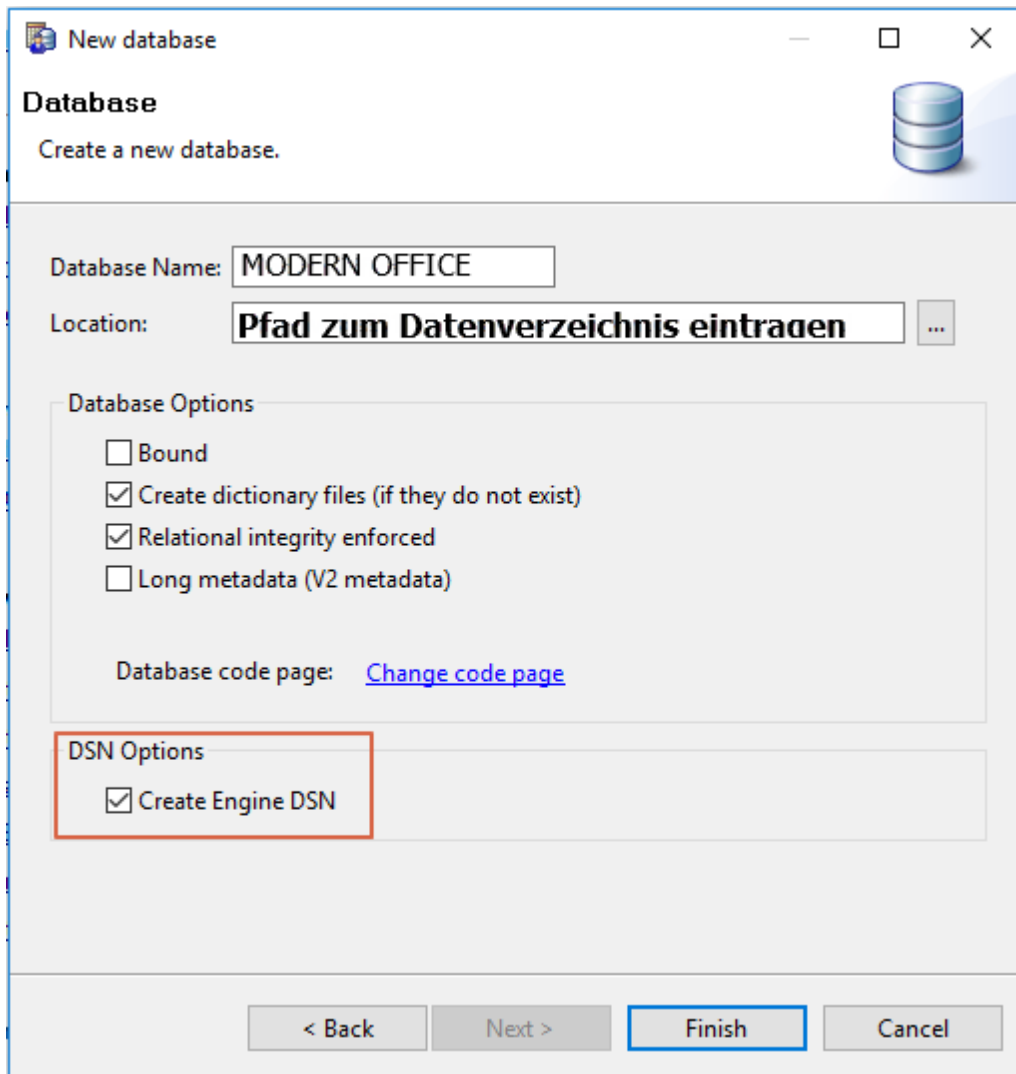 New database
Database
Create a new database.
Database Name: MODERN OFFICE
Location: Pfad zum Datenverzeichnis eintragen ...
Database Options
Bound
Create dictionary files (if they do not exist)
Relational integrity enforced
Long metadata (V2 metadata)
Database code page: Change code page
DSN Options
Create Engine DSN
< Back Next > Finish Cancel